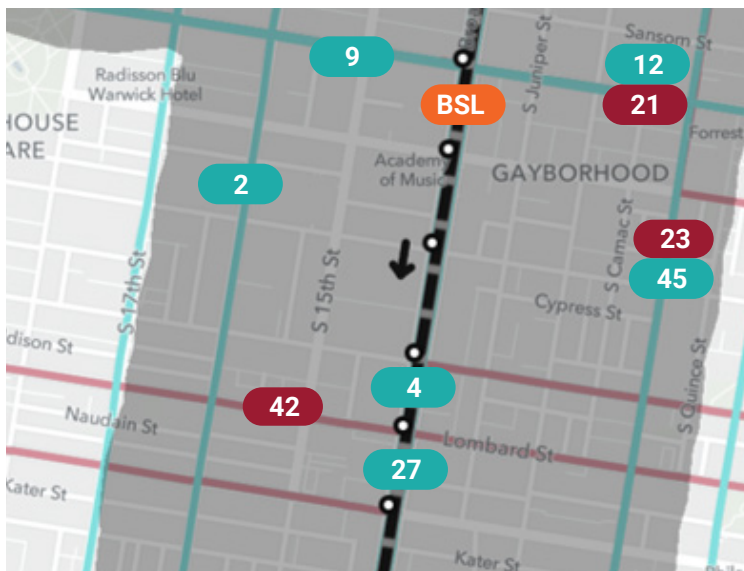 Sansom St
9
12
Radisson Blu
Warwick Hotel
S Juniper St
BSL
21
HOUSE
ARE
Forrest
Academy
of Music
GAYBORHOOD
2
S Camac St
23
45
S 17th St
S 15th St
Cypress St
dison St
S Quince St
4
42
Naudain St
Lombard St
27
Kater St
Kater St